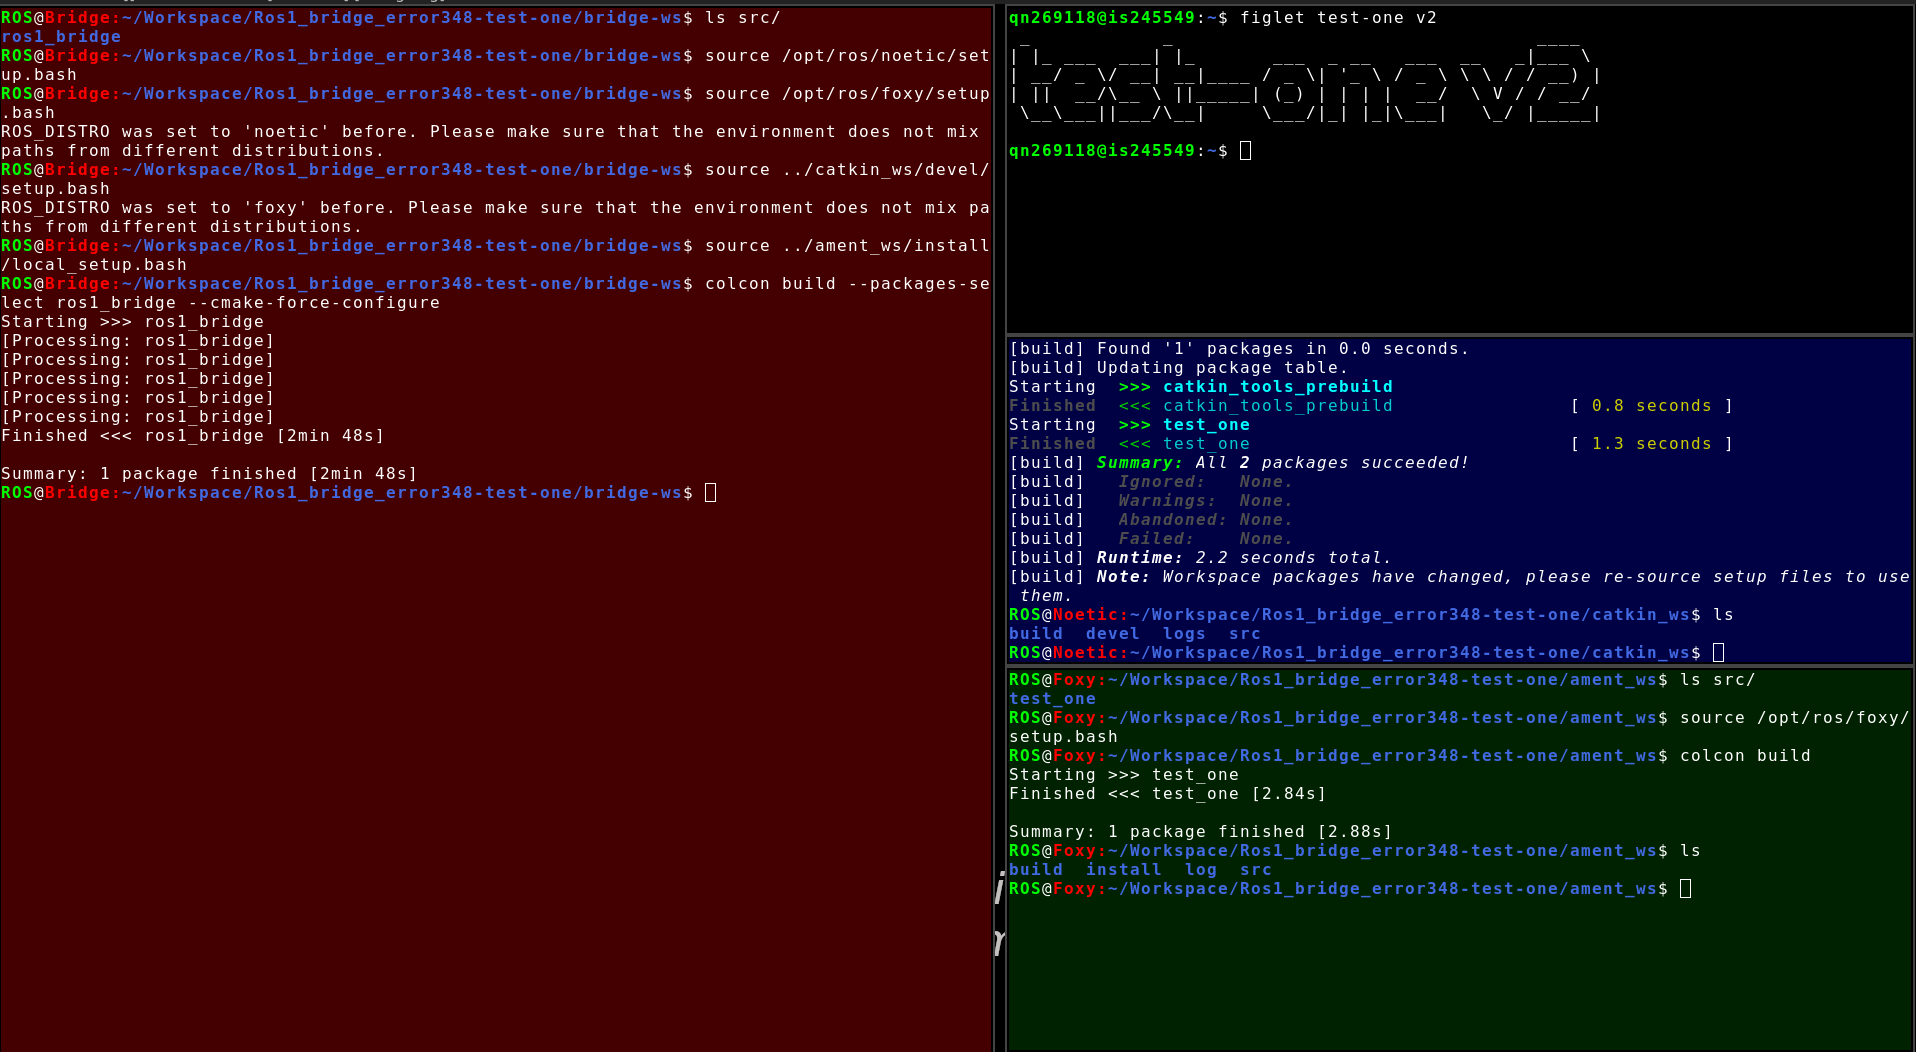 ROS@Bridge:~/Workspace/Ros1_bridge_error348-test-one/bridge-ws$ ls src/
ros1_bridge
ROS@Bridge:~/Workspace/Ros1_bridge_error348-test-one/bridge-ws$ source /opt/ros/noetic/set
up.bash
ROS@Bridge:~/Workspace/Ros1_bridge_error348-test-one/bridge-ws$ source /opt/ros/foxy/setup
.bash
ROS_DISTRO was set to 'noetic' before. Please make sure that the environment does not mix
paths from different distributions.
ROS@Bridge:~/Workspace/Ros1_bridge_error348-test-one/bridge-ws$ source ../catkin_ws/devel/
setup.bash
ROS_DISTRO was set to 'foxy' before. Please make sure that the environment does not mix pa
ths from different distributions.
ROS@Bridge:~/Workspace/Ros1_bridge_error348-test-one/bridge-ws$ source ../ament_ws/install
/local_setup.bash
ROS@Bridge:~/Workspace/Ros1_bridge_error348-test-one/bridge-ws$ colcon build --packages-se
lect ros1_bridge --cmake-force-configure
Starting >>> ros1_bridge
[Processing: ros1_bridge]
[Processing: ros1_bridge]
[Processing: ros1_bridge]
[Processing: ros1_bridge]
[Processing: ros1_bridge]
Finished <<< ros1_bridge [2min 48s]
Summary: 1 package finished [2min 48s]
ROS@Bridge:~/Workspace/Ros1_bridge_error348-test-one/bridge-ws$
qn269118@is245549:~$ figlet test-one v2
test-one v2
qn269118@is245549:~$
[build] Found '1' packages in 0.0 seconds.
[build] Updating package table.
Starting  >>> catkin_tools_prebuild
Finished  <<< catkin_tools_prebuild                [ 0.8 seconds ]
Starting  >>> test_one
Finished  <<< test_one                             [ 1.3 seconds ]
[build] Summary: All 2 packages succeeded!
[build]   Ignored:   None.
[build]   Warnings:  None.
[build]   Abandoned: None.
[build]   Failed:    None.
[build] Runtime: 2.2 seconds total.
[build] Note: Workspace packages have changed, please re-source setup files to use
them.
ROS@Noetic:~/Workspace/Ros1_bridge_error348-test-one/catkin_ws$ ls
build  devel  logs  src
ROS@Noetic:~/Workspace/Ros1_bridge_error348-test-one/catkin_ws$
ROS@Foxy:~/Workspace/Ros1_bridge_error348-test-one/ament_ws$ ls src/
test_one
ROS@Foxy:~/Workspace/Ros1_bridge_error348-test-one/ament_ws$ source /opt/ros/foxy/
setup.bash
ROS@Foxy:~/Workspace/Ros1_bridge_error348-test-one/ament_ws$ colcon build
Starting >>> test_one
Finished <<< test_one [2.84s]
Summary: 1 package finished [2.88s]
ROS@Foxy:~/Workspace/Ros1_bridge_error348-test-one/ament_ws$ ls
build  install  log  src
ROS@Foxy:~/Workspace/Ros1_bridge_error348-test-one/ament_ws$